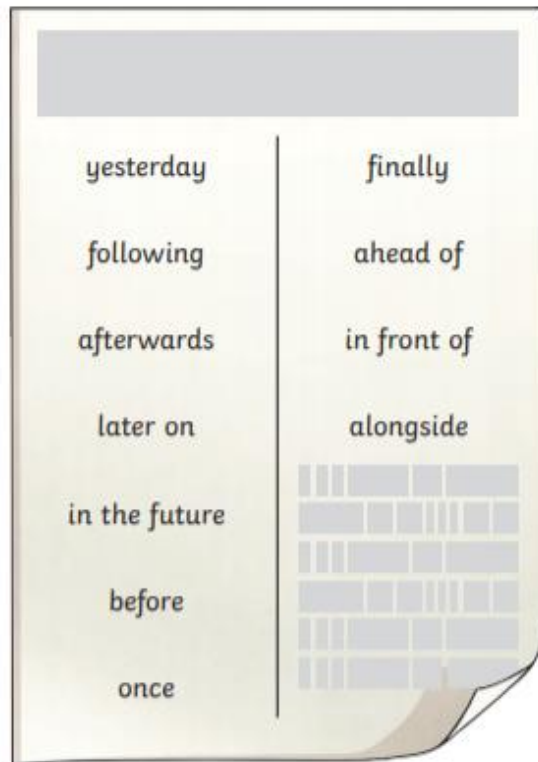 yesterday
following
afterwards
later on
in the future
before
once
finally
ahead of
in front of
alongside